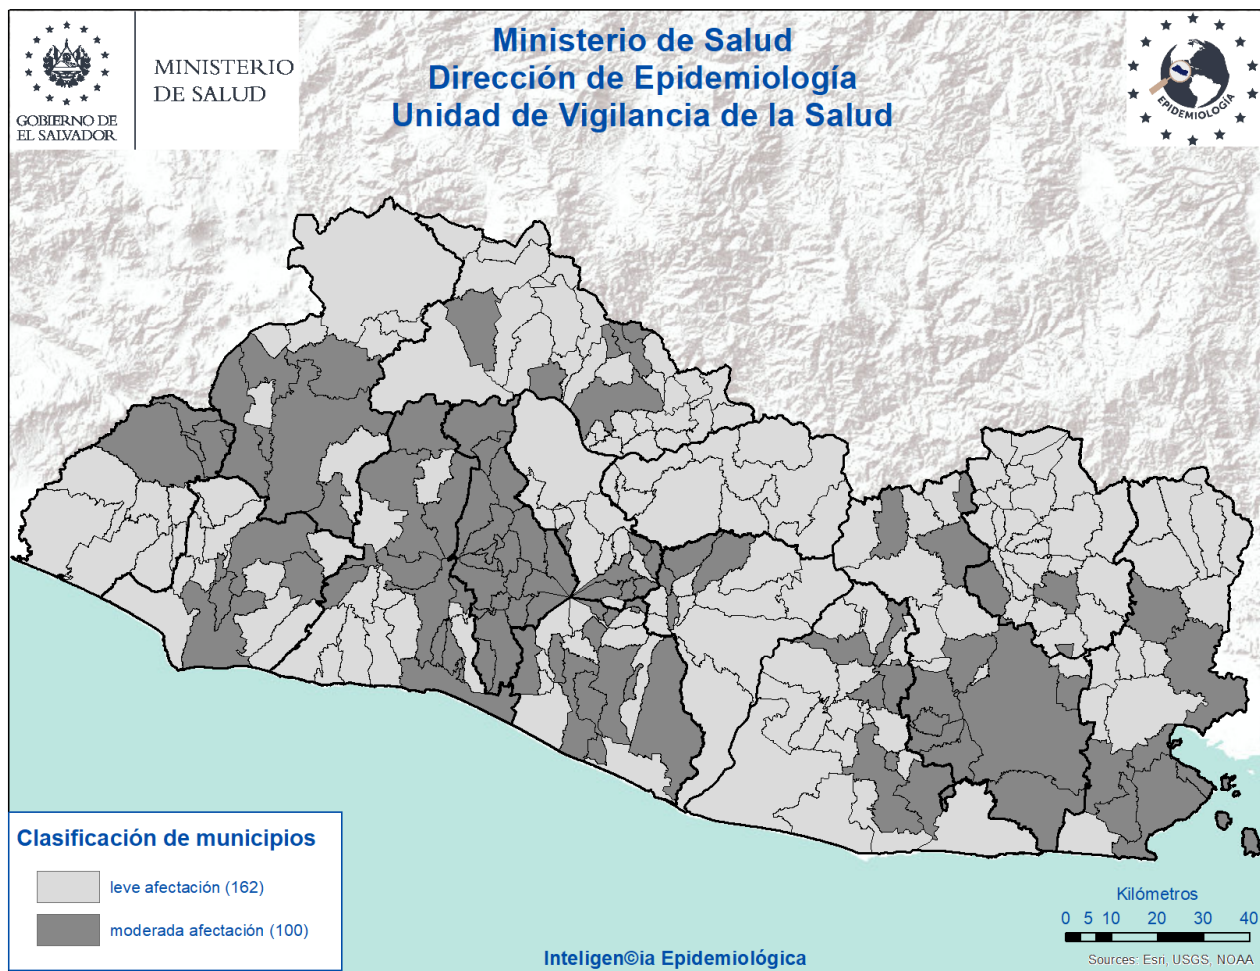 Ministerio de Salud
Dirección de Epidemiología
Unidad de Vigilancia de la Salud
MINISTERIO
DE SALUD
GOBIERNO DE
EL SALVADOR
EPIDEMIOLOGÍA
Clasificación de municipios
leve afectación (162)
moderada afectación (100)
Inteligen©ia Epidemiológica
Kilómetros
0 5 10 20 30 40
Sources: Esri, USGS, NOAA